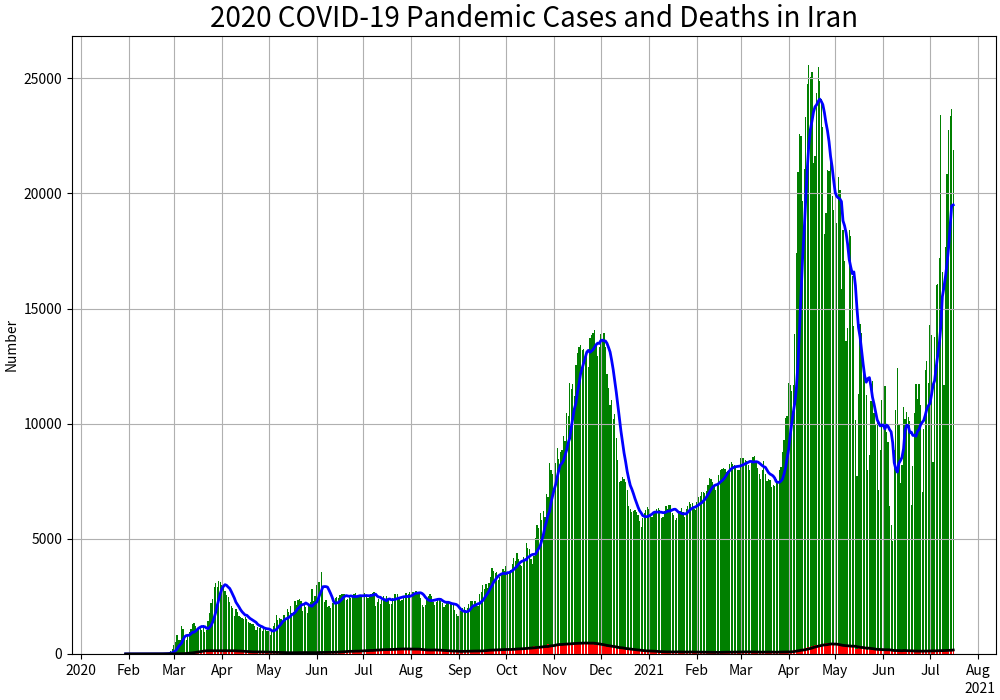 2020 COVID-19 Pandemic Cases and Deaths in Iran
Number
25000
20000
15000
10000
5000
0
2020 Feb Mar Apr May Jun Jul Aug Sep Oct Nov Dec 2021 Feb Mar Apr May Jun Jul Aug
2021